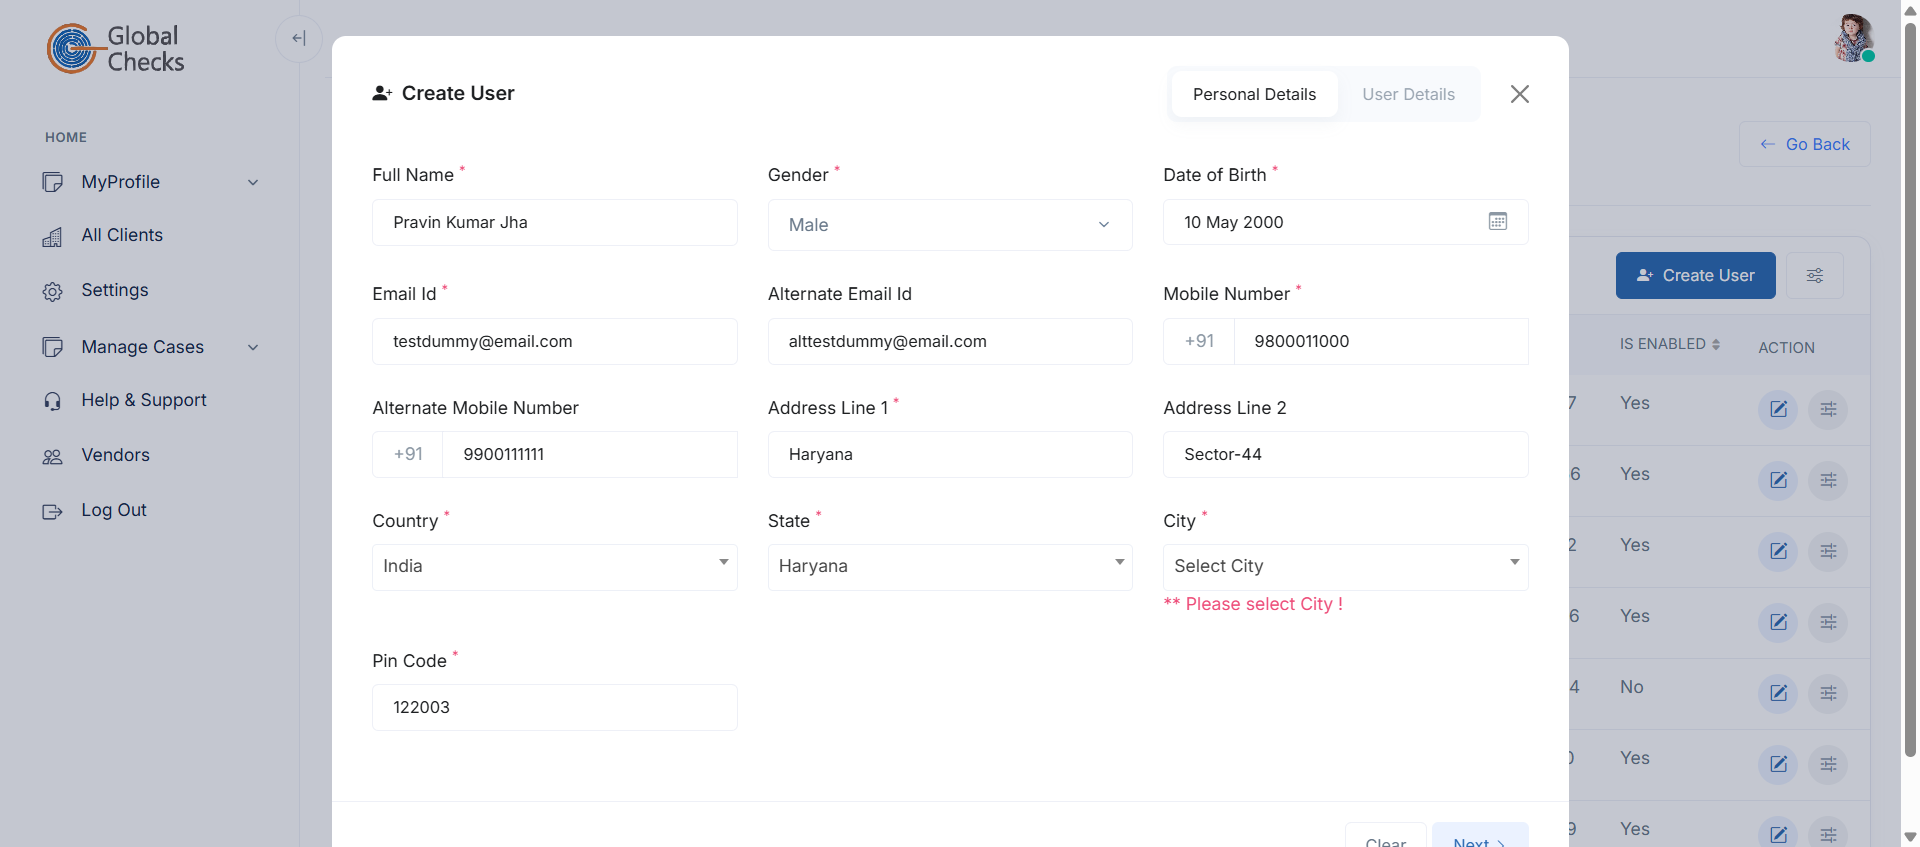 Global
Checks
HOME
MyProfile
All Clients
Settings
Manage Cases
Help & Support
Vendors
Log Out
Create User
Personal Details
User Details
Full Name *
Gender *
Date of Birth *
Pravin Kumar Jha
Male
10 May 2000
Email Id *
Alternate Email Id
Mobile Number *
testdummy@email.com
alttestdummy@email.com
+91
9800011000
Alternate Mobile Number
Address Line 1 *
Address Line 2
+91
9900111111
Haryana
Sector-44
Country *
State *
City *
India
Haryana
Select City
** Please select City !
Pin Code *
122003
Clear
Next
Go Back
Create User
IS ENABLED
ACTION
7 Yes
6 Yes
2 Yes
6 Yes
4 No
Yes
9 Yes